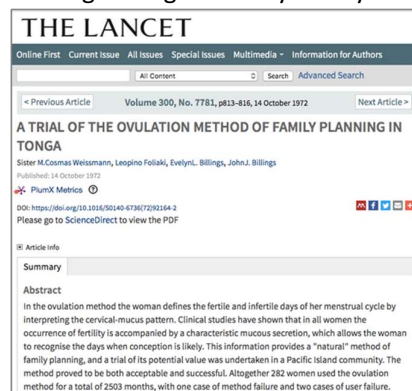 THE LANCET
Online First Current Issue All Issues Special Issues Multimedia Information for Authors
All Content Search Advanced Search
< Previous Article Volume 300, No. 7781, p813–816, 14 October 1972 Next Article >
A TRIAL OF THE OVULATION METHOD OF FAMILY PLANNING IN
TONGA
Sister M.Cosmas Weissmann, Leopino Foliaki, EvelynL. Billings, JohnJ. Billings
Published: 14 October 1972
PlumX Metrics
DOI: https://doi.org/10.1016/S0140-6736(72)92164-2
Please go to ScienceDirect to view the PDF
Article Info
Summary
Abstract
In the ovulation method the woman defines the fertile and infertile days of her menstrual cycle by
interpreting the cervical-mucus pattern. Clinical studies have shown that in all women the
occurrence of fertility is accompanied by a characteristic mucous secretion, which allows the woman
to recognise the days when conception is likely. This information provides a "natural" method of
family planning, and a trial of its potential value was undertaken in a Pacific Island community. The
method proved to be both acceptable and successful. Altogether 282 women used the ovulation
method for a total of 2503 months, with one case of method failure and two cases of user failure.